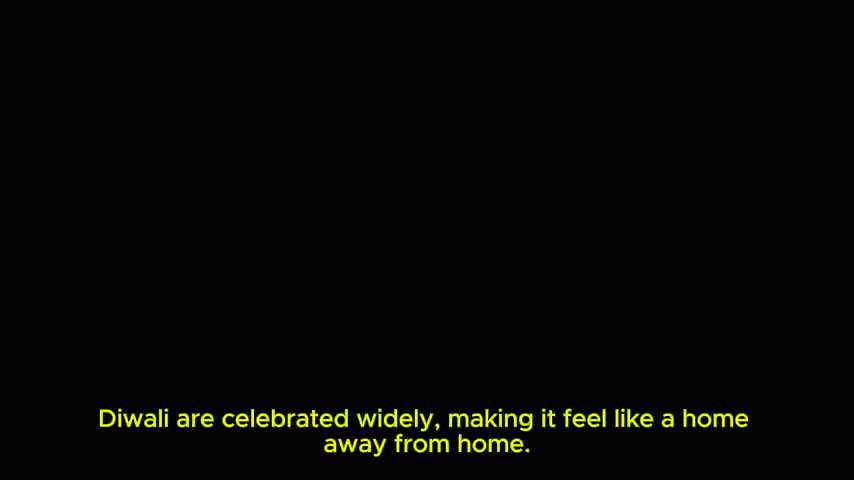 Diwali are celebrated widely, making it feel like a home
away from home.